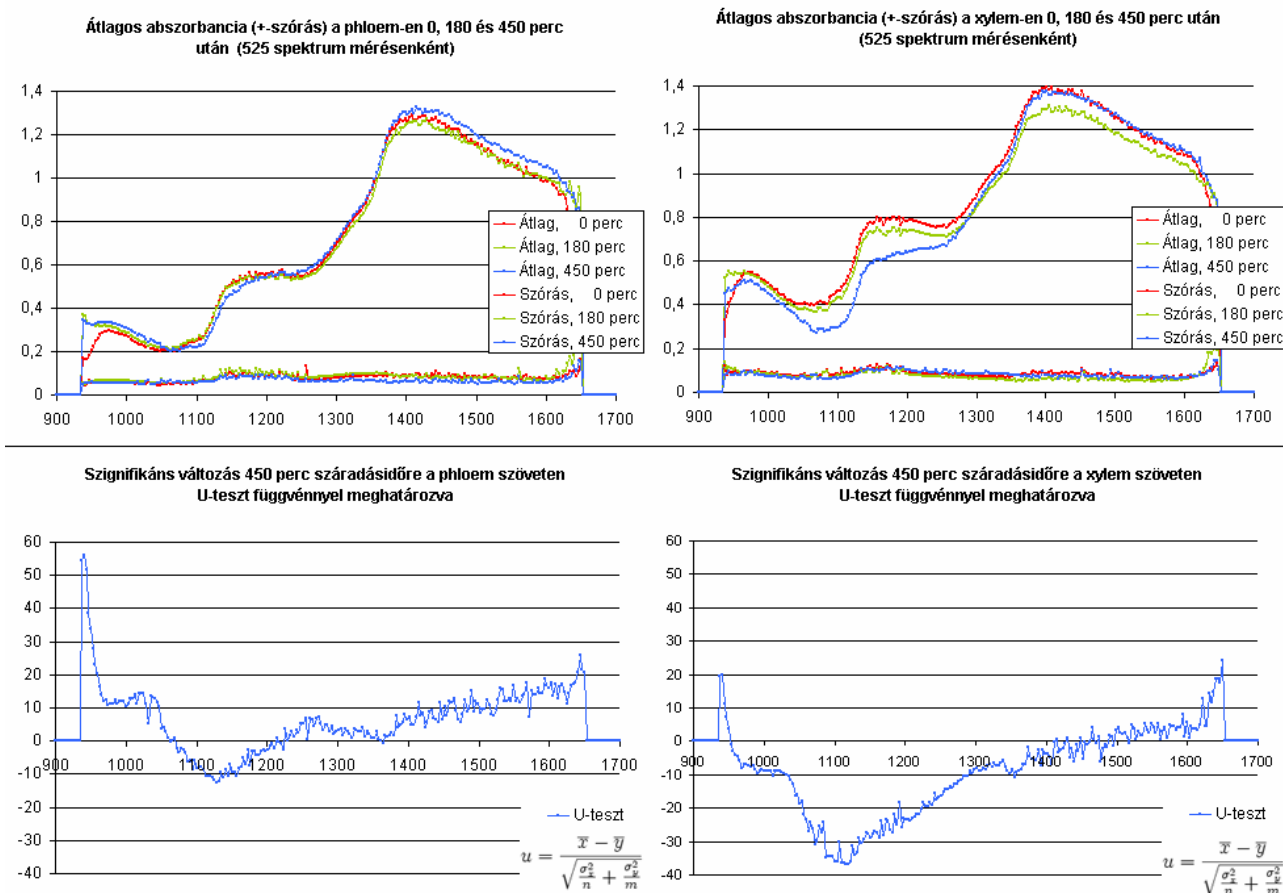 Átlagos abszorbancia (+-szórás) a phloem-en 0, 180 és 450 perc
után (525 spektrum mérésenként)
1,4
1,2
1
0,8
0,6
0,4
0,2
0
900 1000 1100 1200 1300 1400 1500 1600 1700
Átlag, 0 perc
Átlag, 180 perc
Átlag, 450 perc
Szórás, 0 perc
Szórás, 180 perc
Szórás, 450 perc
Átlagos abszorbancia (+-szórás) a xylem-en 0, 180 és 450 perc után
(525 spektrum mérésenként)
1,4
1,2
1
0,8
0,6
0,4
0,2
0
900 1000 1100 1200 1300 1400 1500 1600 1700
Átlag, 0 perc
Átlag, 180 perc
Átlag, 450 perc
Szórás, 0 perc
Szórás, 180 perc
Szórás, 450 perc
Szignifikáns változás 450 perc száradásidőre a phloem szöveten
U-teszt függvénnyel meghatározva
60
50
40
30
20
10
0
-10
-20
-30
-40
900 1000 1100 1200 1300 1400 1500 1600 1700
U-teszt
u = (x̅ − y̅) / √(σ²ₓ/n + σ²ᵧ/m)
Szignifikáns változás 450 perc száradásidőre a xylem szöveten
U-teszt függvénnyel meghatározva
60
50
40
30
20
10
0
-10
-20
-30
-40
900 1000 1100 1200 1300 1400 1500 1600 1700
U-teszt
u = (x̅ − y̅) / √(σ²ₓ/n + σ²ᵧ/m)